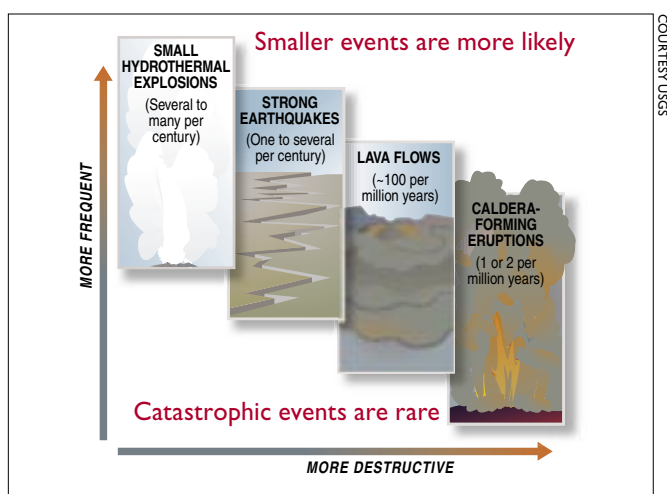 Smaller events are more likely
SMALL
HYDROTHERMAL
EXPLOSIONS
(Several to
many per
century)
STRONG
EARTHQUAKES
(One to several
per century)
LAVA FLOWS
(~100 per
million years)
CALDERA-
FORMING
ERUPTIONS
(1 or 2 per
million years)
MORE FREQUENT
Catastrophic events are rare
MORE DESTRUCTIVE
COURTESY USGS